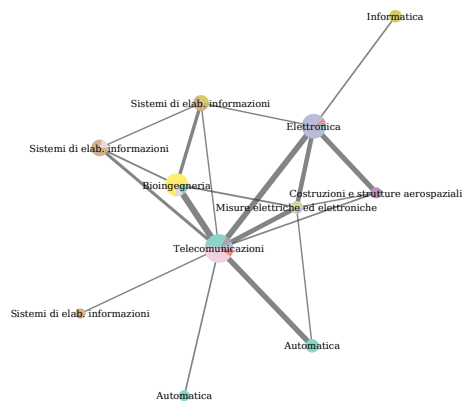 Informatica
Sistemi di elab. informazioni
Elettronica
Sistemi di elab. informazioni
Bioingegneria
Costruzioni e strutture aerospaziali
Misure elettriche ed elettroniche
Telecomunicazioni
Sistemi di elab. informazioni
Automatica
Automatica